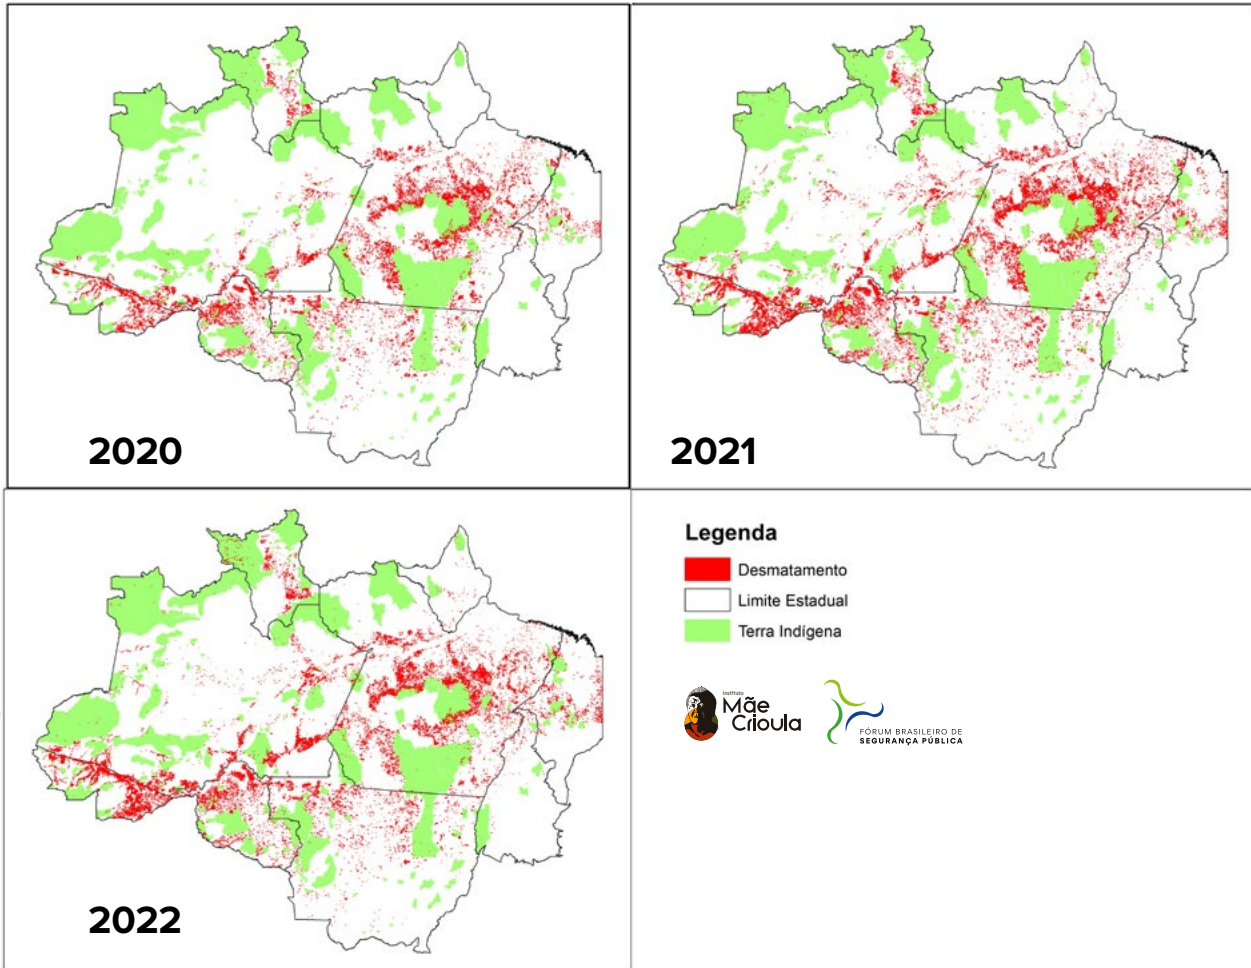 2020
2021
2022
Legenda
Desmatamento
Limite Estadual
Terra Indígena
Instituto
Mãe
Crioula
FÓRUM BRASILEIRO DE
SEGURANÇA PÚBLICA